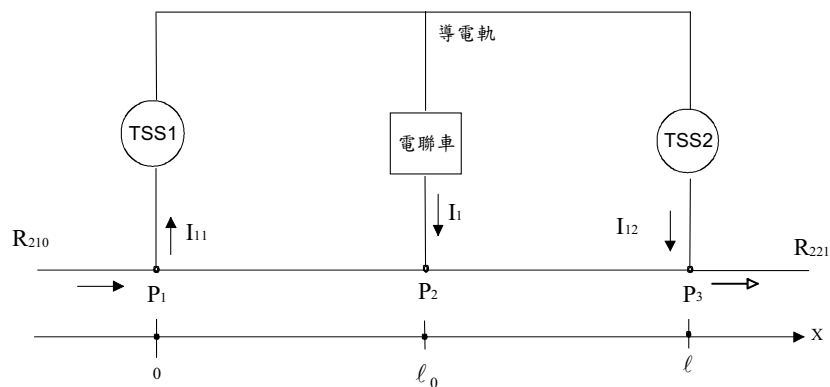 導電軌
TSS1
電聯車
TSS2
I₁₁
I₁
I₁₂
R₂₁₀
R₂₂₁
P₁
P₂
P₃
X
0
ℓ₀
ℓ